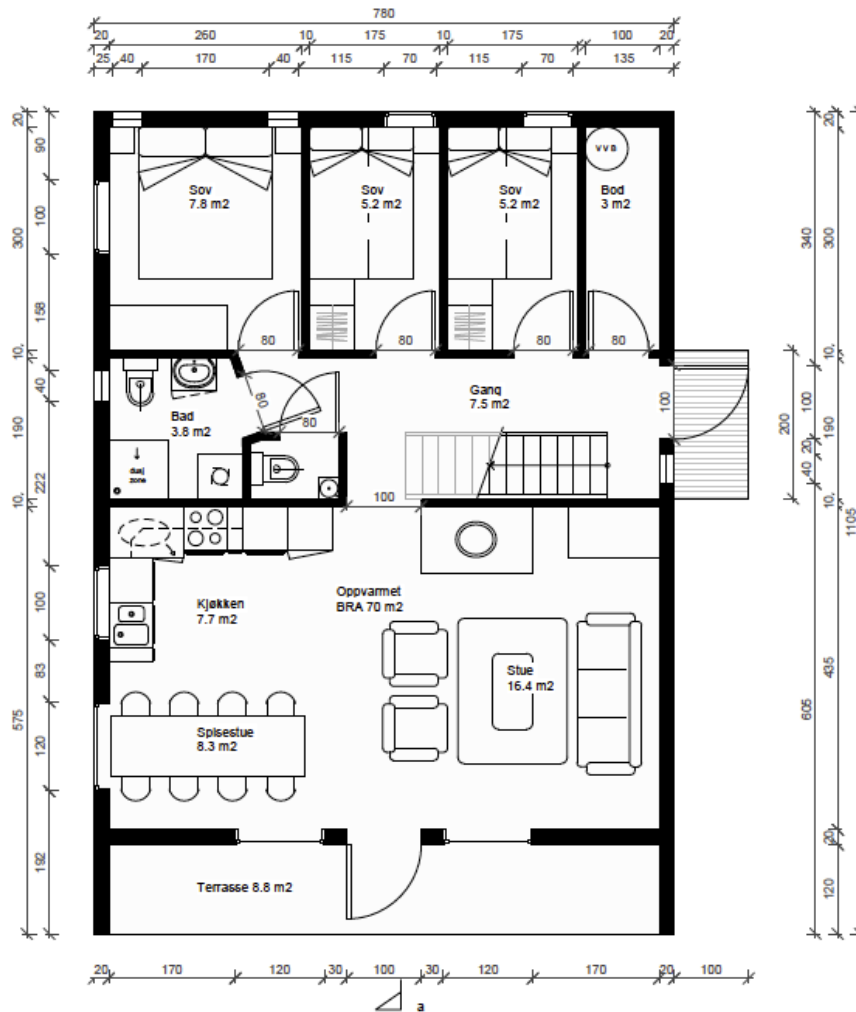 780
20 260 10 175 10 175 100 20
25 40 170 40 115 70 115 70 135
20
90
100
300
158
10,
40
190
222
10,
100
83
575
120
192
20
340
300
10,
100
200
190
20
40
10,
1105
435
605
20
120
VVB
Sov
7.8 m2
Sov
5.2 m2
Sov
5.2 m2
Bod
3 m2
80
80
80
80
Gang
7.5 m2
100
Bad
3.8 m2
80
80
dusj
zone
100
Kjøkken
7.7 m2
Oppvarmet
BRA 70 m2
Stue
16.4 m2
Spisestue
8.3 m2
Terrasse 8.8 m2
20 170 120 30 100 30 120 170 20 100
a